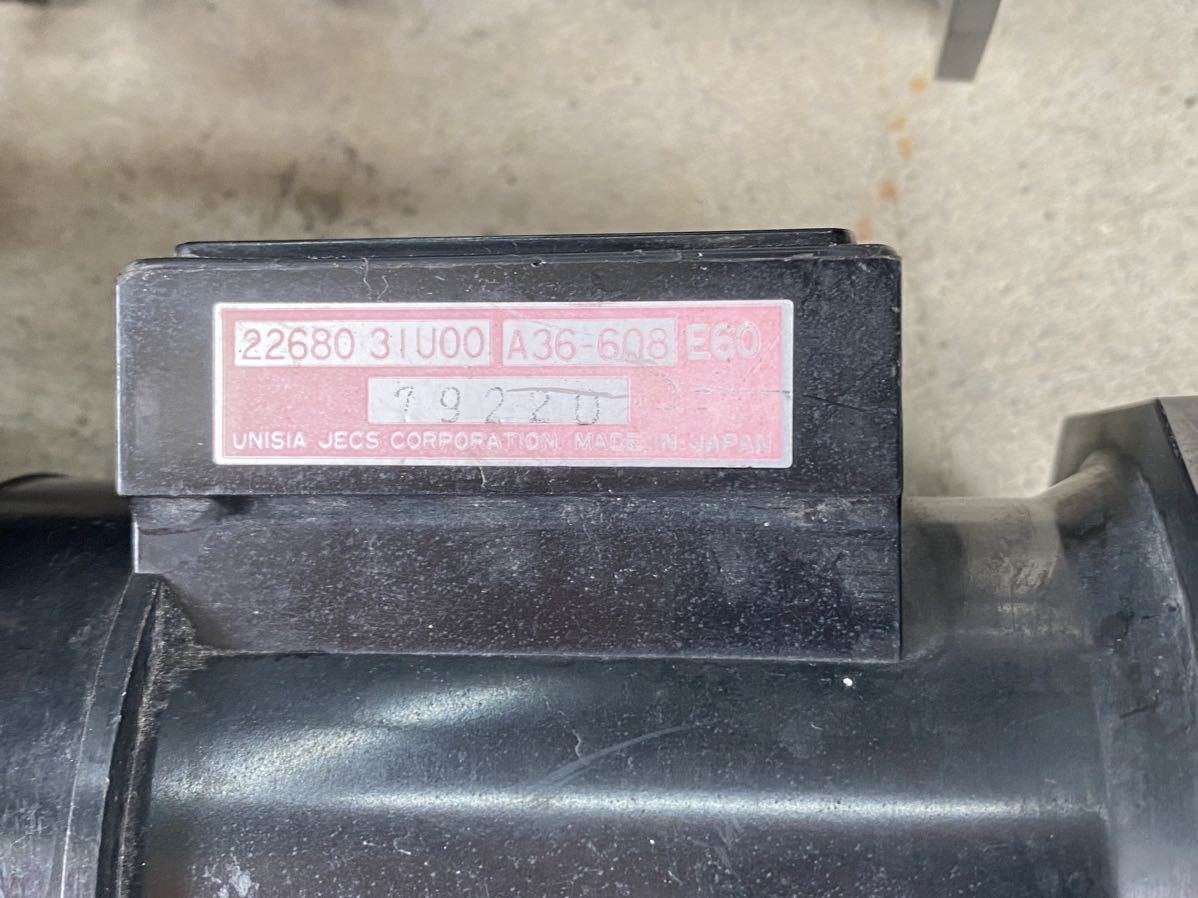 22680 31U00 A36-608 E60
79220
UNISIA JECS CORPORATION MADE IN JAPAN